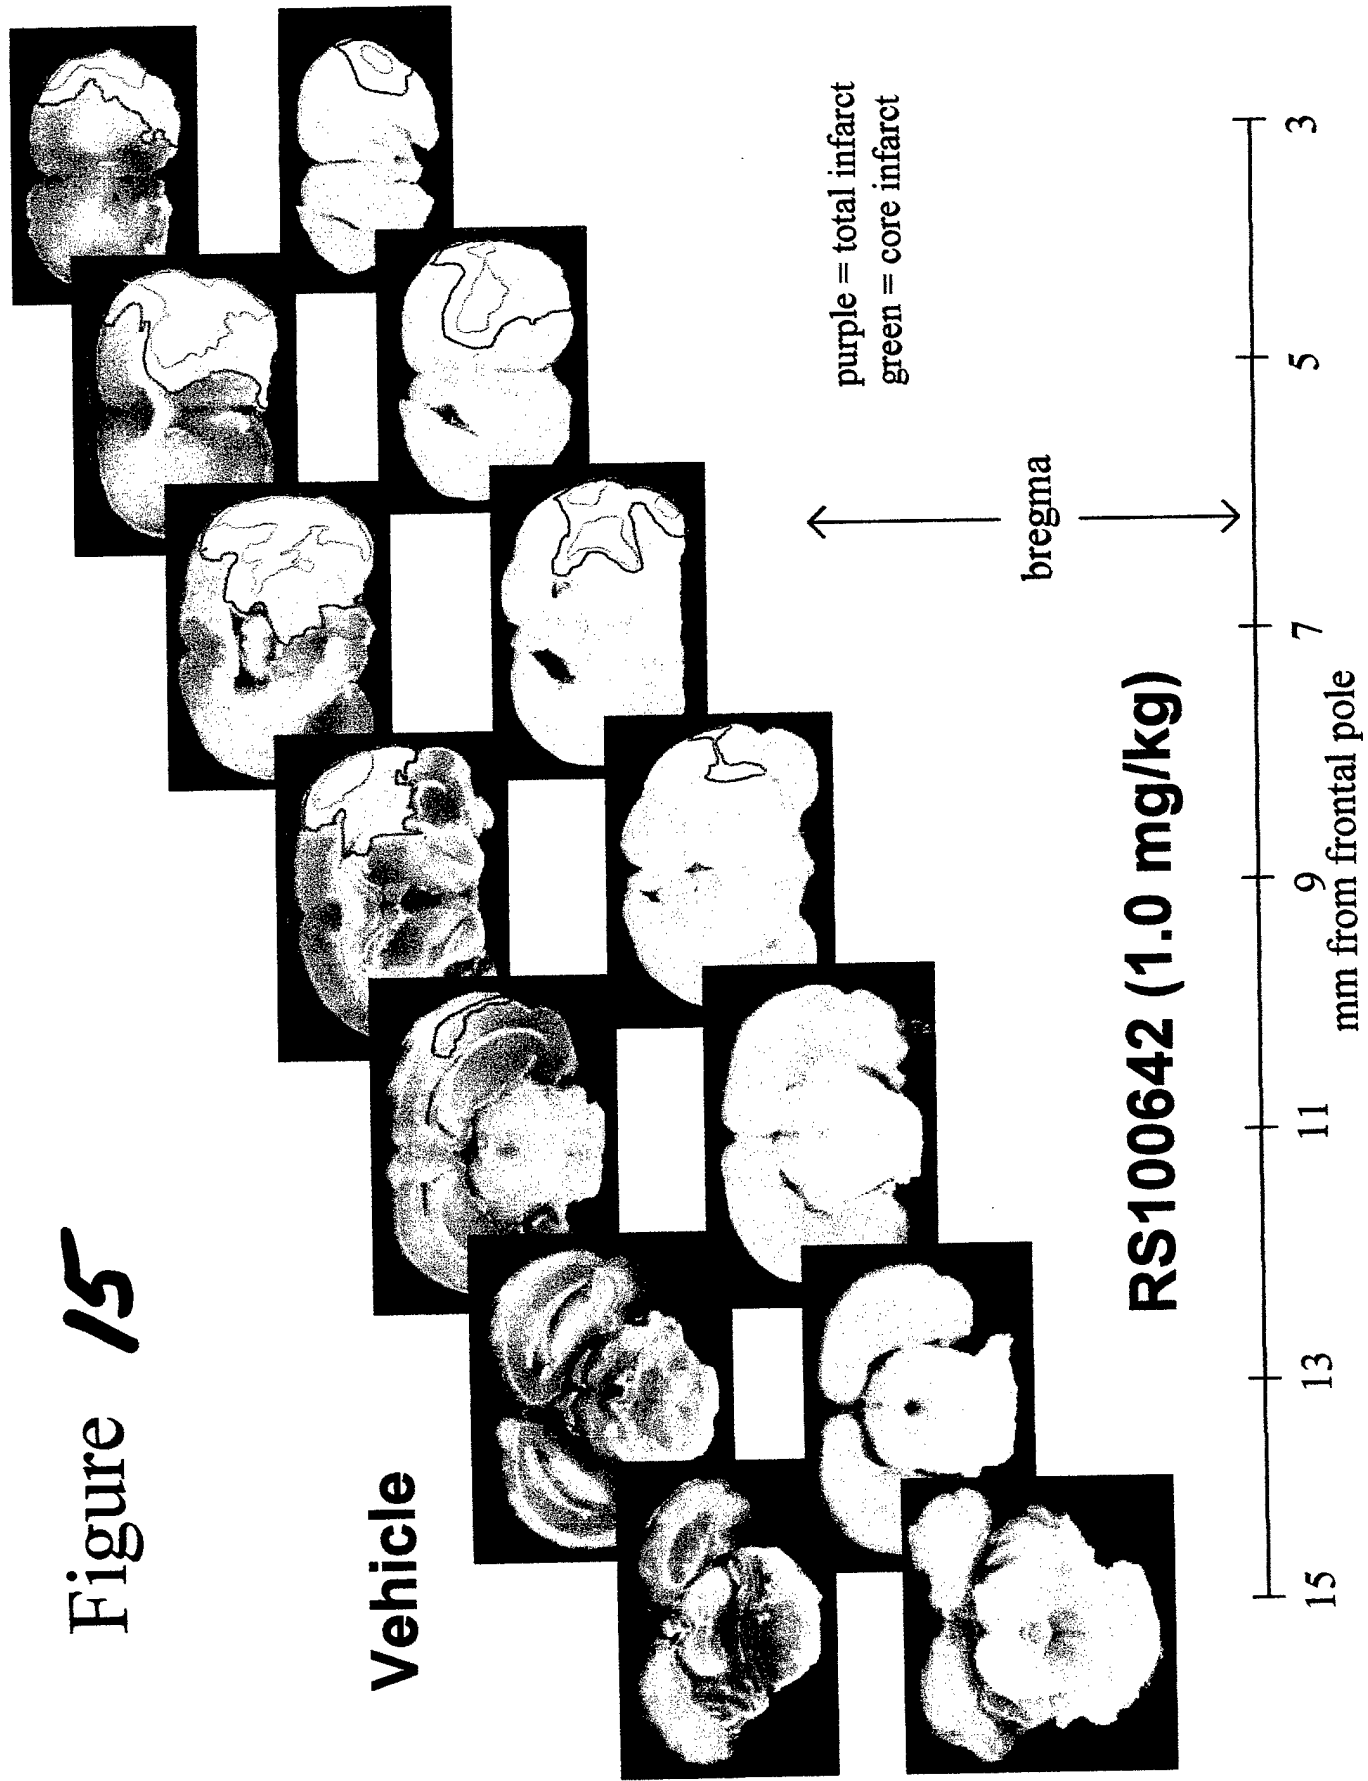 Figure 15
Vehicle
purple = total infarct
green = core infarct
bregma
RS100642 (1.0 mg/kg)
15 13 11 9 7 5 3
mm from frontal pole